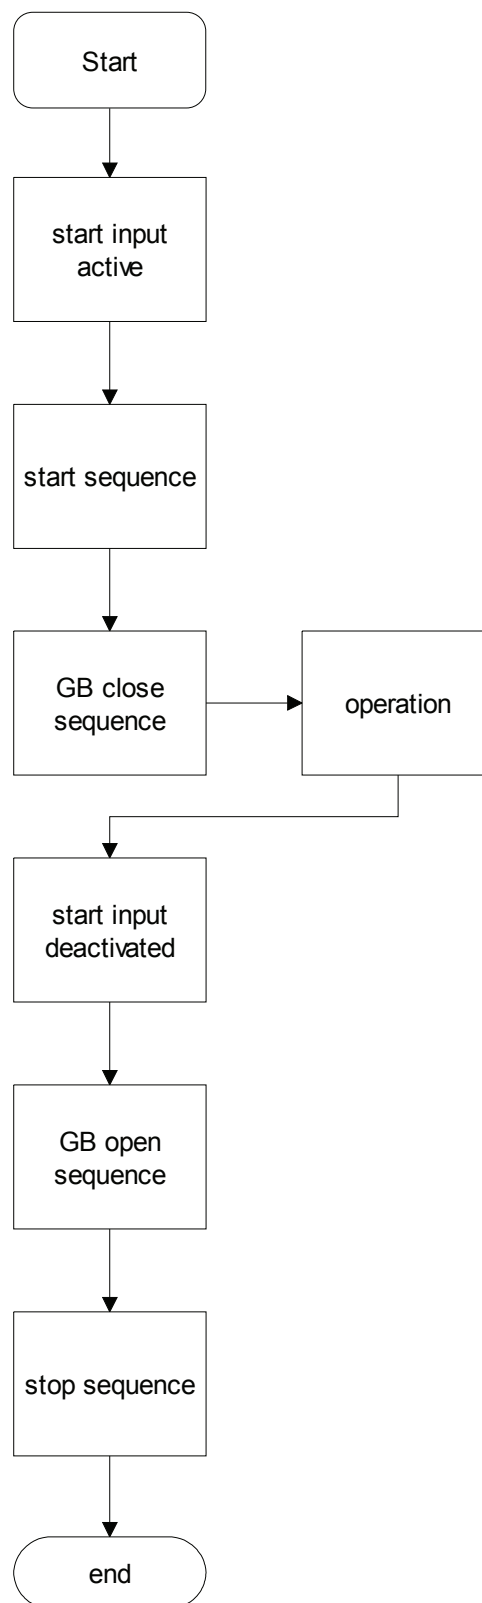 Start
start input
active
start sequence
GB close
sequence
operation
start input
deactivated
GB open
sequence
stop sequence
end